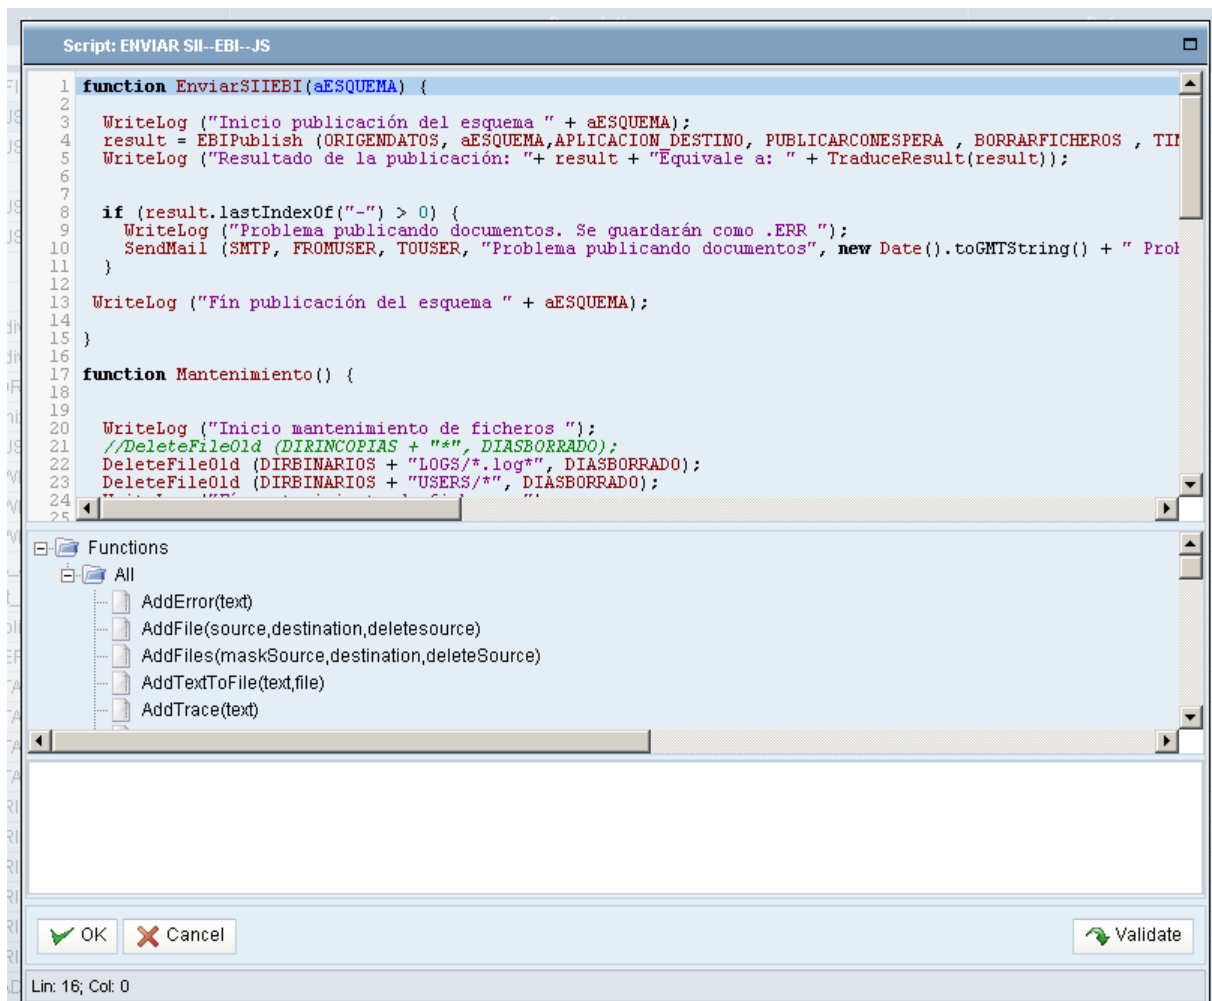 Script: ENVIAR SII--EBI--JS
1 function EnviarSIIEBI(aESQUEMA) {
2
3 WriteLog ("Inicio publicación del esquema " + aESQUEMA);
4 result = EBIPublish (ORIGENDATOS, aESQUEMA,APLICACION_DESTINO, PUBLICARCONESPERA , BORRARFICHEROS ,
5 WriteLog ("Resultado de la publicación: "+ result + "Equivale a: " + TraduceResult(result));
6
7
8 if (result.lastIndexOf("-") > 0) {
9 WriteLog ("Problema publicando documentos. Se guardarán como .ERR ");
10 SendMail (SMTP, FROMUSER, TOUSER, "Problema publicando documentos", new Date().toGMTString() + "
11 }
12
13 WriteLog ("Fín publicación del esquema " + aESQUEMA);
14
15 }
16
17 function Mantenimiento() {
18
19
20 WriteLog ("Inicio mantenimiento de ficheros ");
21 //DeleteFileOld (DIRINCOPIAS + "*", DIASBORRADO);
22 DeleteFileOld (DIRBINARIOS + "LOGS/*.log*", DIASBORRADO);
23 DeleteFileOld (DIRBINARIOS + "USERS/*", DIASBORRADO);
24
25
Functions
All
AddError(text)
AddFile(source,destination,deletesource)
AddFiles(maskSource,destination,deleteSource)
AddTextToFile(text,file)
AddTrace(text)
OK Cancel Validate
Lin: 16; Col: 0